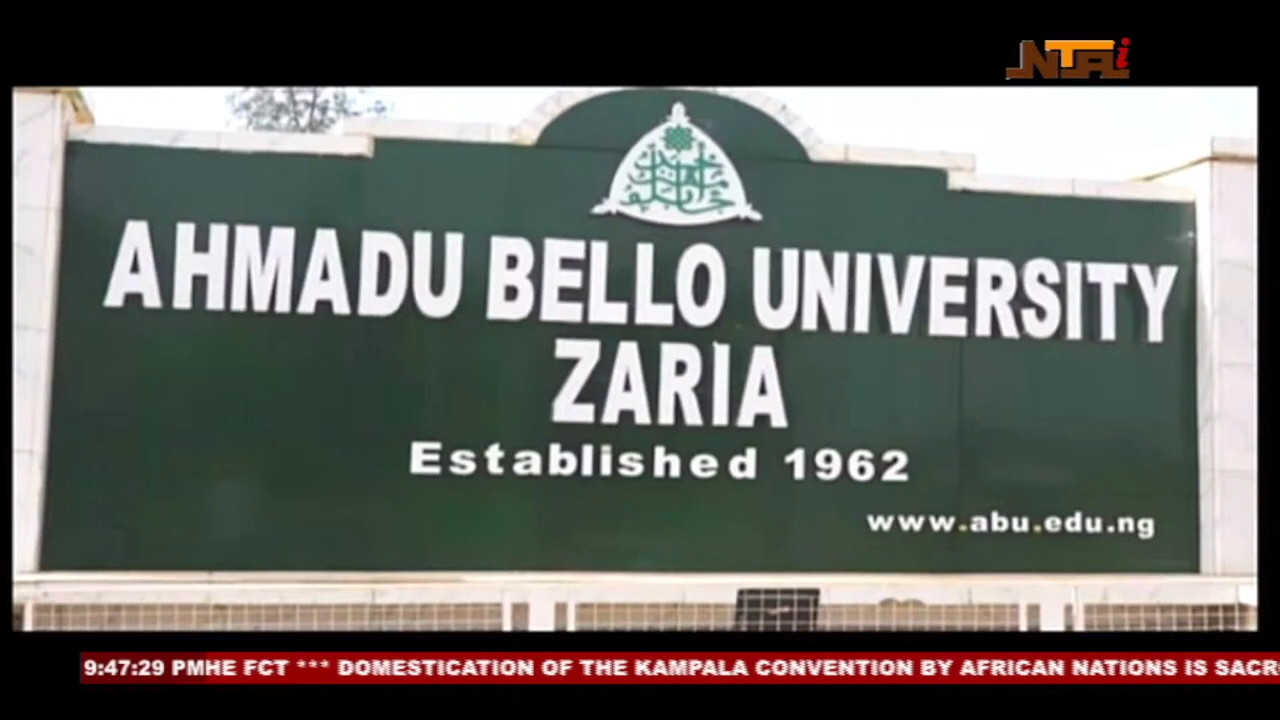 NTAi
AHMADU BELLO UNIVERSITY
ZARIA
Established 1962
www.abu.edu.ng
9:47:29 PMHE FCT *** DOMESTICATION OF THE KAMPALA CONVENTION BY AFRICAN NATIONS IS SACR